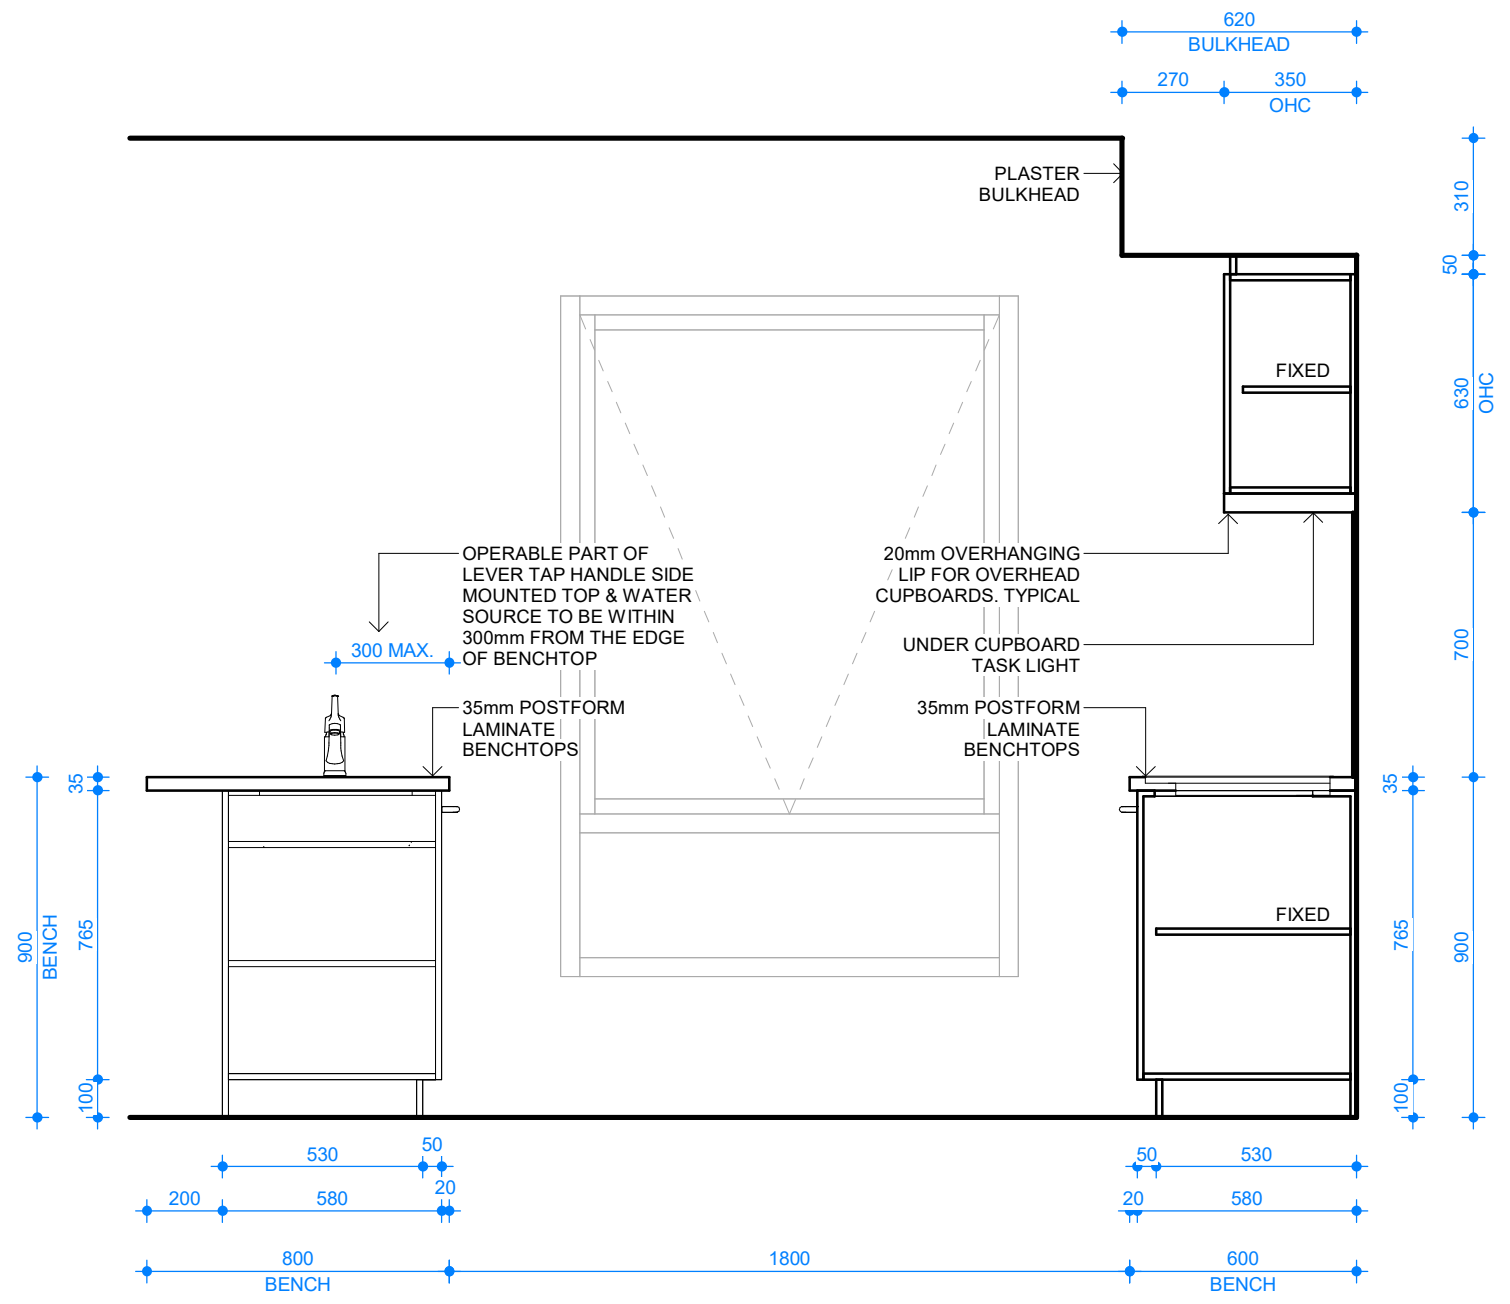 620
BULKHEAD
270
350
OHC
PLASTER
BULKHEAD
310
50
FIXED
630
OHC
OPERABLE PART OF
LEVER TAP HANDLE SIDE
MOUNTED TOP & WATER
SOURCE TO BE WITHIN
300mm FROM THE EDGE
OF BENCHTOP
300 MAX.
20mm OVERHANGING
LIP FOR OVERHEAD
CUPBOARDS. TYPICAL
UNDER CUPBOARD
TASK LIGHT
700
35mm POSTFORM
LAMINATE
BENCHTOPS
35mm POSTFORM
LAMINATE
BENCHTOPS
35
35
900
BENCH
765
FIXED
765
900
100
100
530
50
50
530
200
580
20
20
580
800
BENCH
1800
600
BENCH